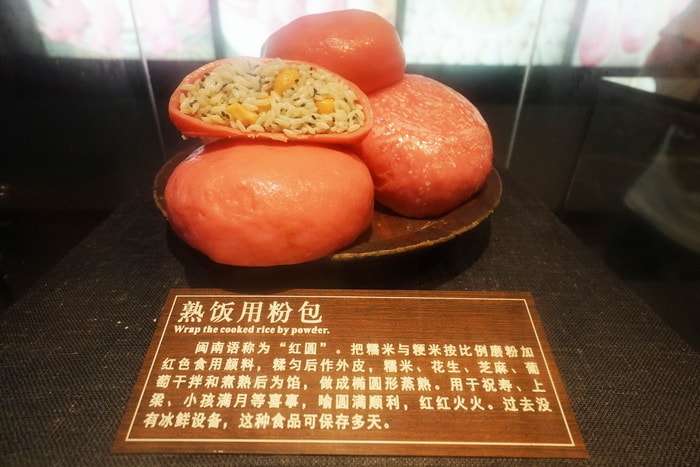 熟饭用粉包
Wrap the cooked rice by powder.
闽南语称为“红圆”。把糯米与粳米按比例磨粉加
红色食用颜料，糅匀后作外皮，糯米、花生、芝麻、葡
萄干拌和煮熟后为馅，做成椭圆形蒸熟。用于祝寿、上
梁、小孩满月等喜事，喻圆满顺利，红红火火。过去没
有冰鲜设备，这种食品可保存多天。